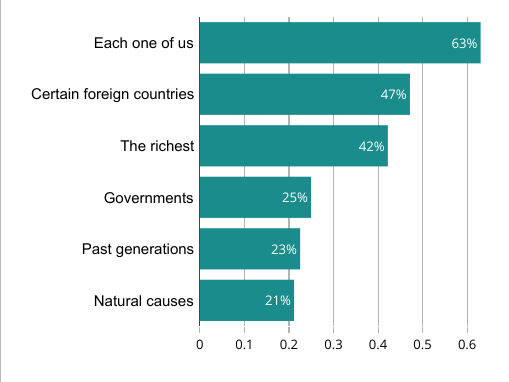 Each one of us 63%
Certain foreign countries 47%
The richest 42%
Governments 25%
Past generations 23%
Natural causes 21%
0 0.1 0.2 0.3 0.4 0.5 0.6